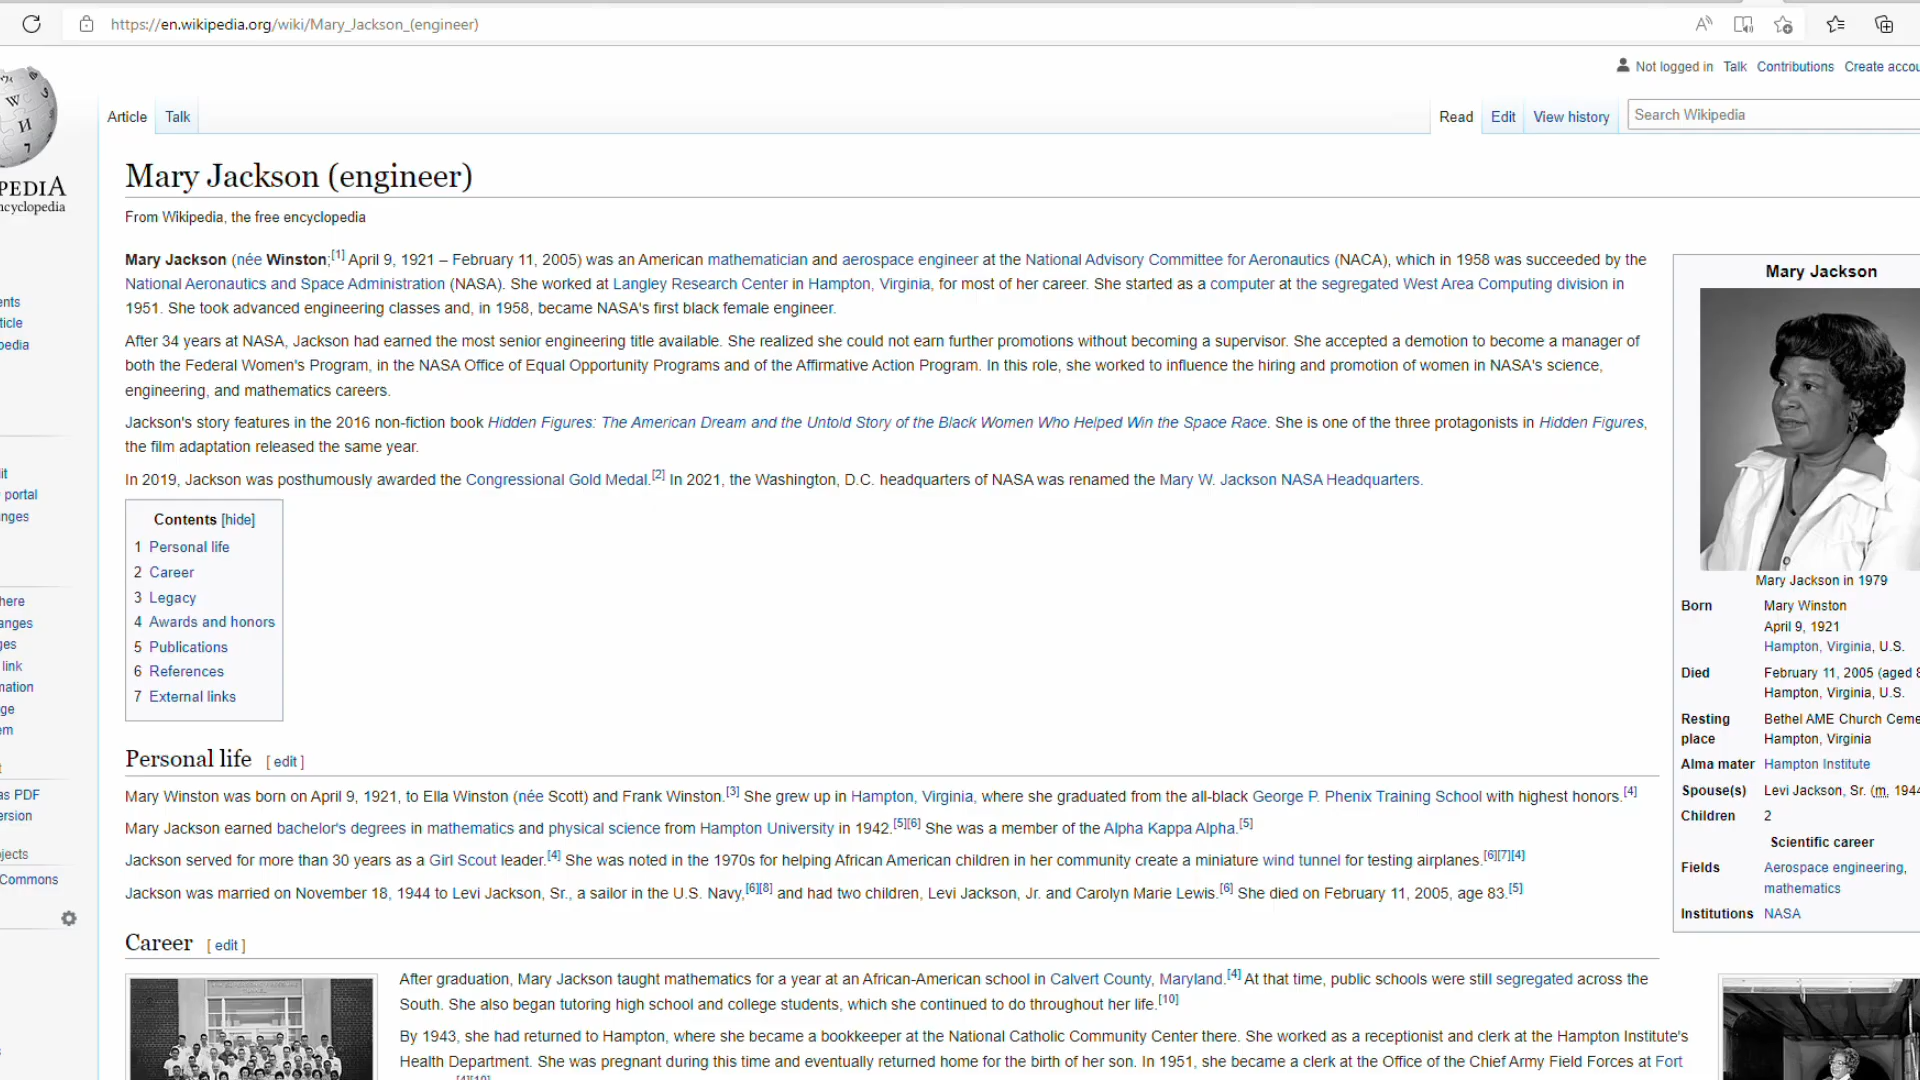 https://en.wikipedia.org/wiki/Mary_Jackson_(engineer)
Not logged in Talk Contributions Create accou
Article Talk Read Edit View history Search Wikipedia
PEDIA
ncyclopedia
Mary Jackson (engineer)
From Wikipedia, the free encyclopedia
Mary Jackson (née Winston;[1] April 9, 1921 – February 11, 2005) was an American mathematician and aerospace engineer at the National Advisory Committee for Aeronautics (NACA), which in 1958 was succeeded by the
National Aeronautics and Space Administration (NASA). She worked at Langley Research Center in Hampton, Virginia, for most of her career. She started as a computer at the segregated West Area Computing division in
1951. She took advanced engineering classes and, in 1958, became NASA's first black female engineer.
After 34 years at NASA, Jackson had earned the most senior engineering title available. She realized she could not earn further promotions without becoming a supervisor. She accepted a demotion to become a manager of
both the Federal Women's Program, in the NASA Office of Equal Opportunity Programs and of the Affirmative Action Program. In this role, she worked to influence the hiring and promotion of women in NASA's science,
engineering, and mathematics careers.
Jackson's story features in the 2016 non-fiction book Hidden Figures: The American Dream and the Untold Story of the Black Women Who Helped Win the Space Race. She is one of the three protagonists in Hidden Figures,
the film adaptation released the same year.
In 2019, Jackson was posthumously awarded the Congressional Gold Medal.[2] In 2021, the Washington, D.C. headquarters of NASA was renamed the Mary W. Jackson NASA Headquarters.
Contents [hide]
1 Personal life
2 Career
3 Legacy
4 Awards and honors
5 Publications
6 References
7 External links
Personal life [ edit ]
Mary Winston was born on April 9, 1921, to Ella Winston (née Scott) and Frank Winston.[3] She grew up in Hampton, Virginia, where she graduated from the all-black George P. Phenix Training School with highest honors.[4]
Mary Jackson earned bachelor's degrees in mathematics and physical science from Hampton University in 1942.[5][6] She was a member of the Alpha Kappa Alpha.[5]
Jackson served for more than 30 years as a Girl Scout leader.[4] She was noted in the 1970s for helping African American children in her community create a miniature wind tunnel for testing airplanes.[6][7][4]
Jackson was married on November 18, 1944 to Levi Jackson, Sr., a sailor in the U.S. Navy,[6][8] and had two children, Levi Jackson, Jr. and Carolyn Marie Lewis.[6] She died on February 11, 2005, age 83.[5]
Career [ edit ]
After graduation, Mary Jackson taught mathematics for a year at an African-American school in Calvert County, Maryland.[4] At that time, public schools were still segregated across the
South. She also began tutoring high school and college students, which she continued to do throughout her life.[10]
By 1943, she had returned to Hampton, where she became a bookkeeper at the National Catholic Community Center there. She worked as a receptionist and clerk at the Hampton Institute's
Health Department. She was pregnant during this time and eventually returned home for the birth of her son. In 1951, she became a clerk at the Office of the Chief Army Field Forces at Fort
Mary Jackson
Mary Jackson in 1979
Born Mary Winston
April 9, 1921
Hampton, Virginia, U.S.
Died February 11, 2005 (aged 8
Hampton, Virginia, U.S.
Resting place Bethel AME Church Ceme
Hampton, Virginia
Alma mater Hampton Institute
Spouse(s) Levi Jackson, Sr. (m. 1944
Children 2
Scientific career
Fields Aerospace engineering,
mathematics
Institutions NASA
ents
ticle
pedia
it
portal
nges
here
anges
ges
link
mation
ge
em
t
as PDF
ersion
jects
Commons